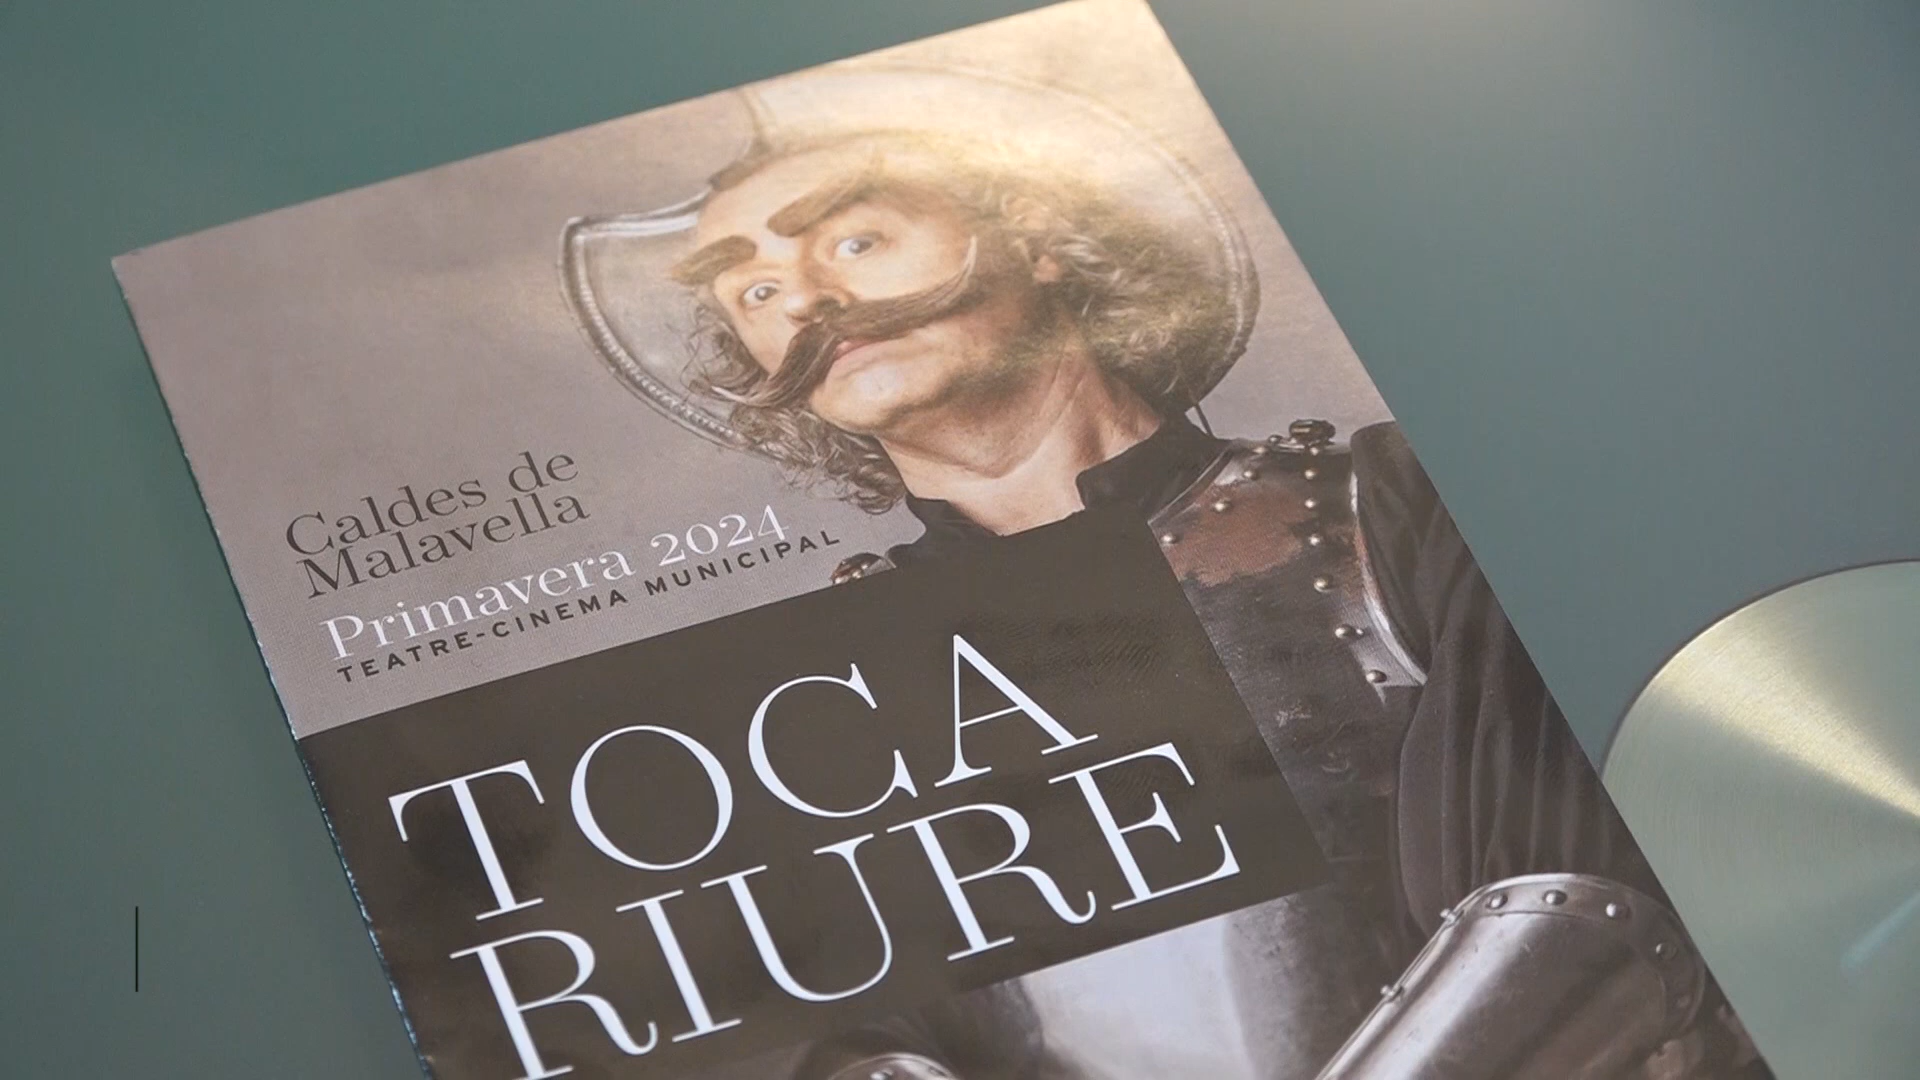 Caldes de
Malavella
Primavera 2024
TEATRE-CINEMA MUNICIPAL
TOCA
RIURE